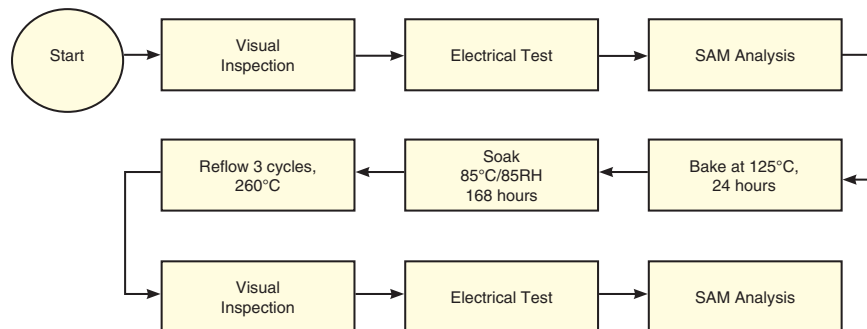 Start
Visual
Inspection
Electrical Test
SAM Analysis
Bake at 125°C,
24 hours
Soak
85°C/85RH
168 hours
Reflow 3 cycles,
260°C
Visual
Inspection
Electrical Test
SAM Analysis